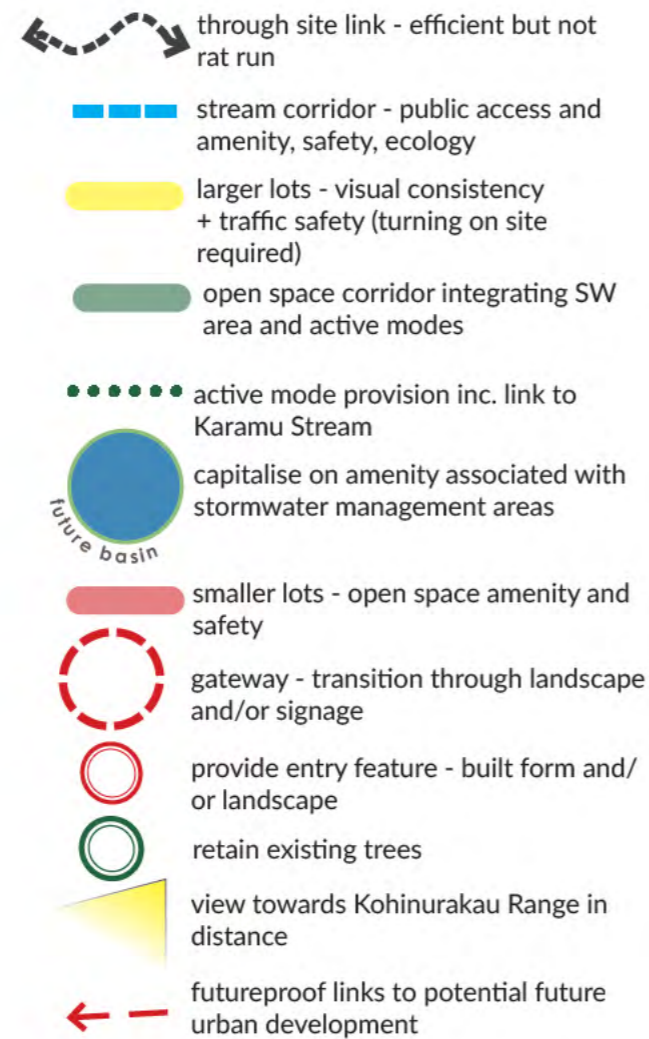 through site link - efficient but not
rat run
stream corridor - public access and
amenity, safety, ecology
larger lots - visual consistency
+ traffic safety (turning on site
required)
open space corridor integrating SW
area and active modes
active mode provision inc. link to
Karamu Stream
capitalise on amenity associated with
stormwater management areas
future basin
smaller lots - open space amenity and
safety
gateway - transition through landscape
and/or signage
provide entry feature - built form and/
or landscape
retain existing trees
view towards Kohinurakau Range in
distance
futureproof links to potential future
urban development